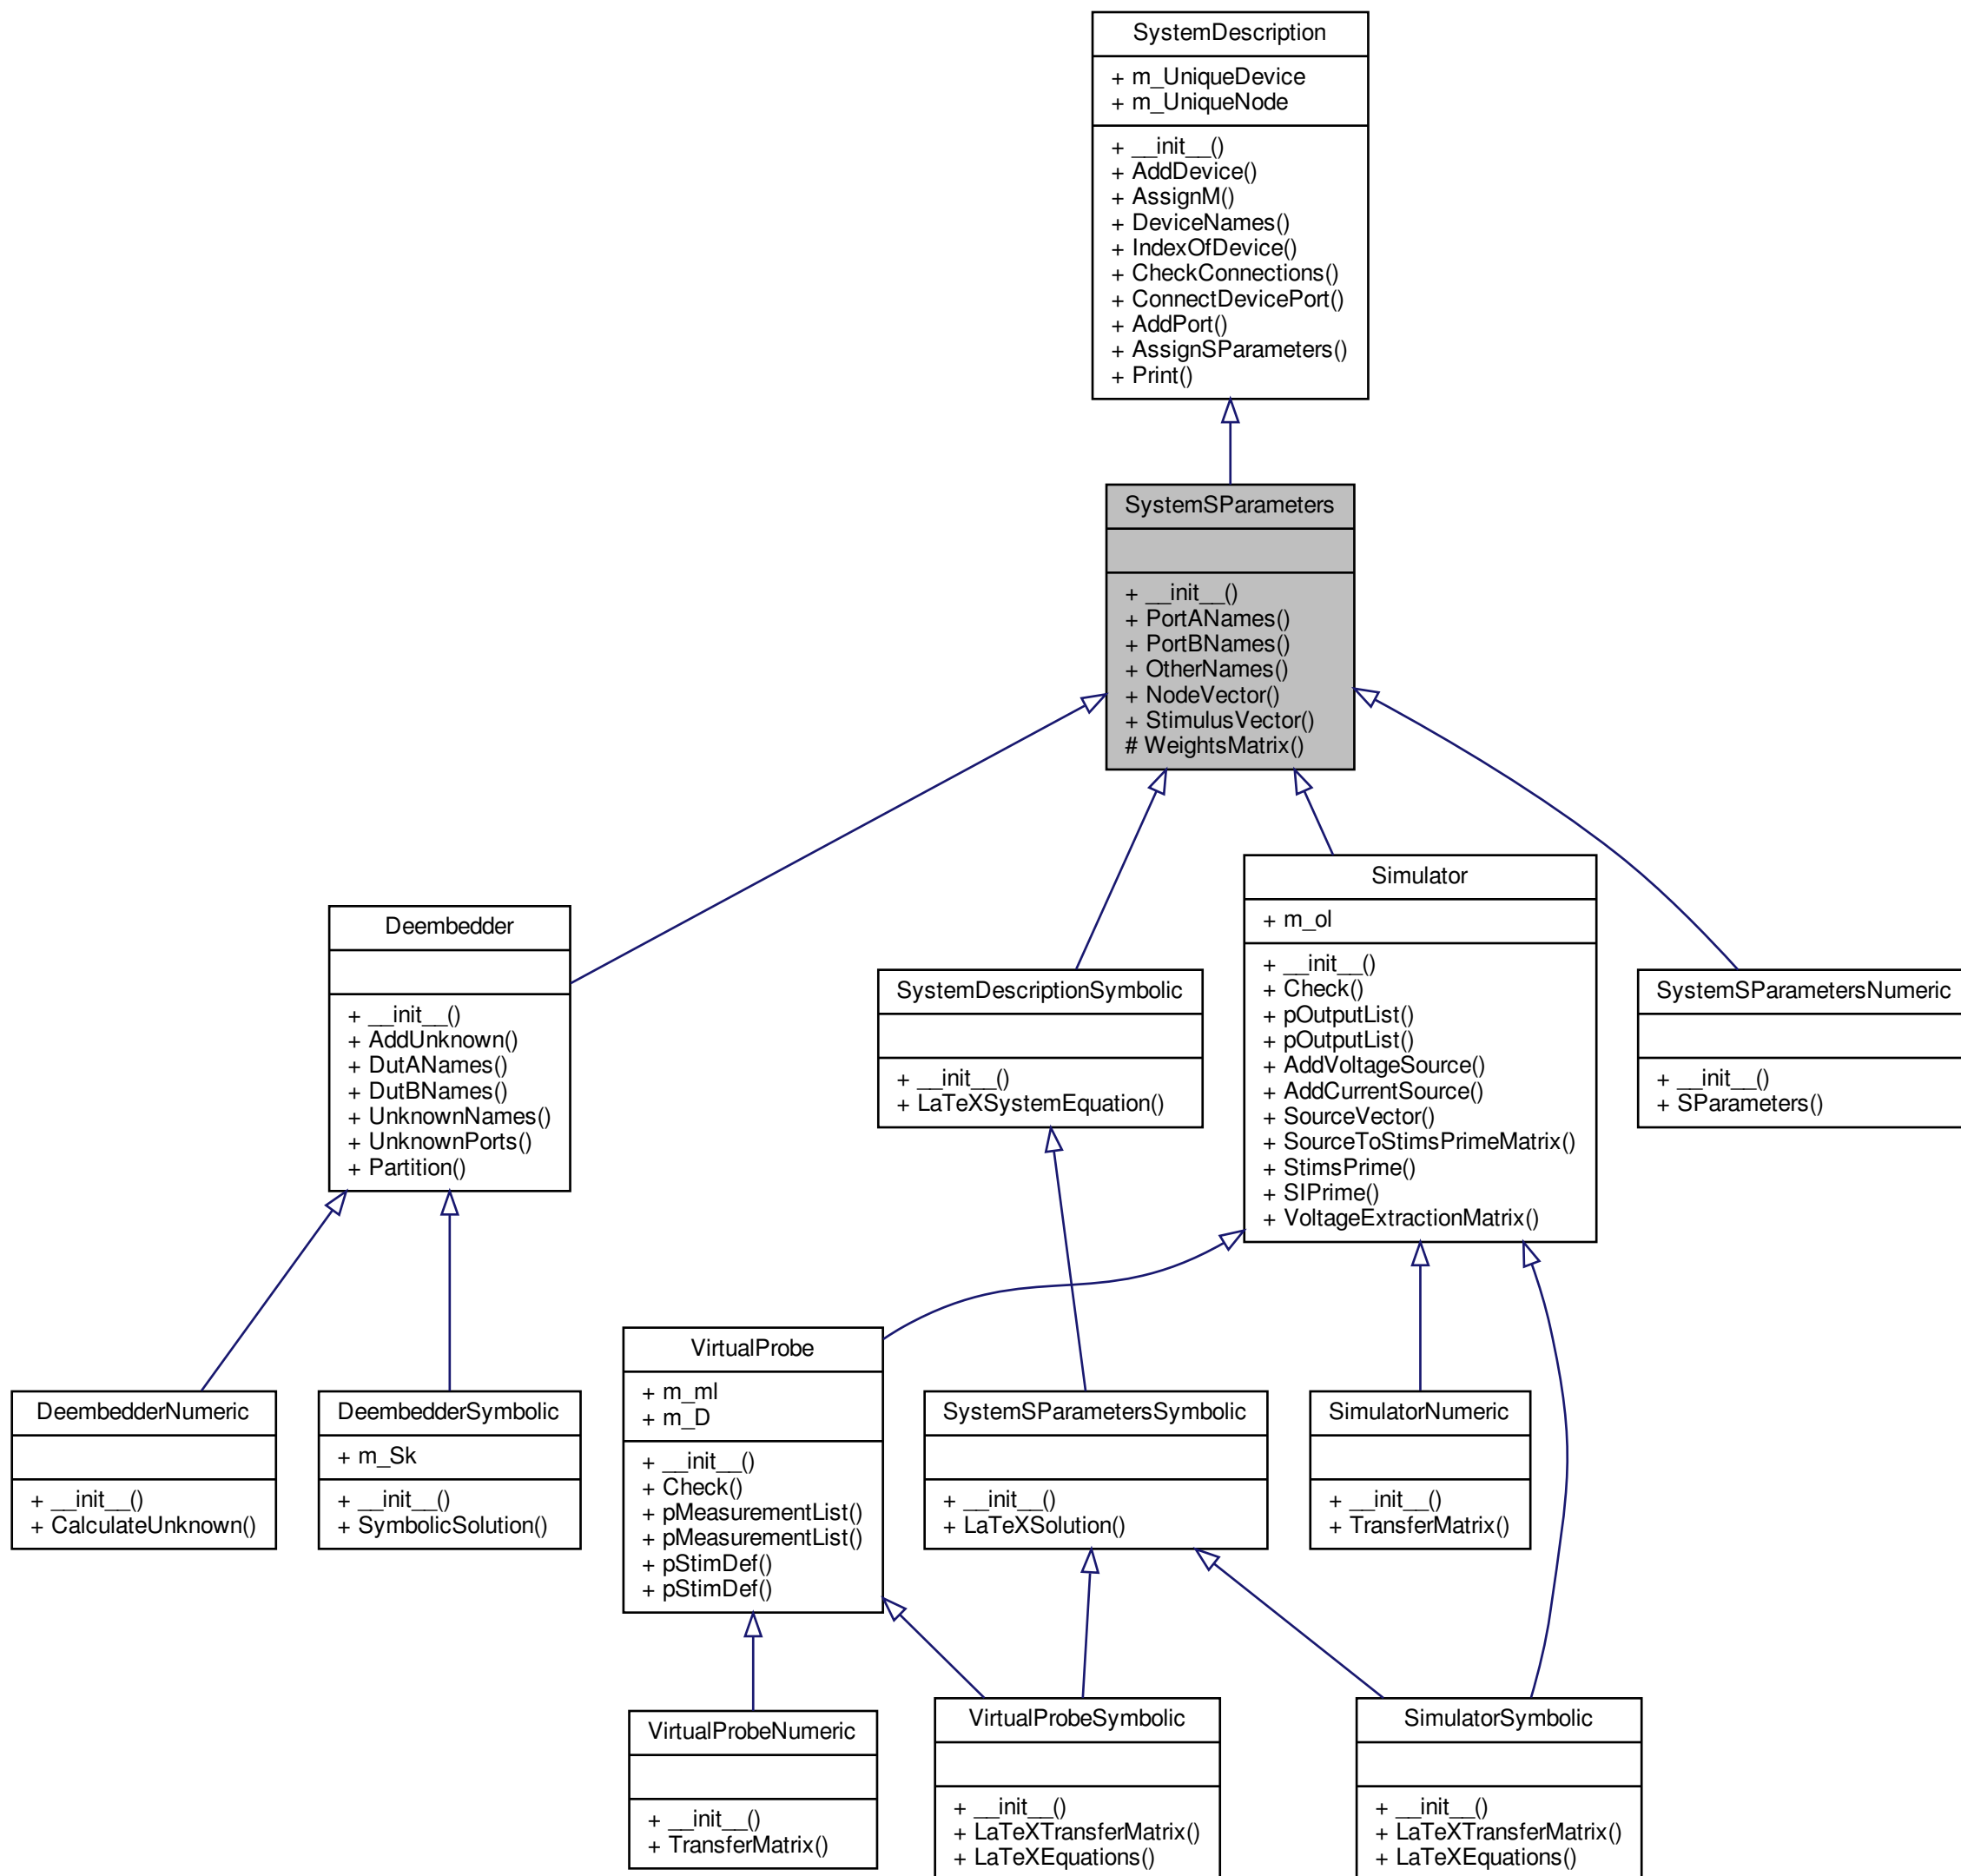 SystemDescription
+ m_UniqueDevice
+ m_UniqueNode
+ __init__()
+ AddDevice()
+ AssignM()
+ DeviceNames()
+ IndexOfDevice()
+ CheckConnections()
+ ConnectDevicePort()
+ AddPort()
+ AssignSParameters()
+ Print()
SystemSParameters
+ __init__()
+ PortANames()
+ PortBNames()
+ OtherNames()
+ NodeVector()
+ StimulusVector()
# WeightsMatrix()
Deembedder
+ __init__()
+ AddUnknown()
+ DutANames()
+ DutBNames()
+ UnknownNames()
+ UnknownPorts()
+ Partition()
SystemDescriptionSymbolic
+ __init__()
+ LaTeXSystemEquation()
Simulator
+ m_ol
+ __init__()
+ Check()
+ pOutputList()
+ pOutputList()
+ AddVoltageSource()
+ AddCurrentSource()
+ SourceVector()
+ SourceToStimsPrimeMatrix()
+ StimsPrime()
+ SIPrime()
+ VoltageExtractionMatrix()
SystemSParametersNumeric
+ __init__()
+ SParameters()
DeembedderNumeric
+ __init__()
+ CalculateUnknown()
DeembedderSymbolic
+ m_Sk
+ __init__()
+ SymbolicSolution()
VirtualProbe
+ m_ml
+ m_D
+ __init__()
+ Check()
+ pMeasurementList()
+ pMeasurementList()
+ pStimDef()
+ pStimDef()
SystemSParametersSymbolic
+ __init__()
+ LaTeXSolution()
SimulatorNumeric
+ __init__()
+ TransferMatrix()
VirtualProbeNumeric
+ __init__()
+ TransferMatrix()
VirtualProbeSymbolic
+ __init__()
+ LaTeXTransferMatrix()
+ LaTeXEquations()
SimulatorSymbolic
+ __init__()
+ LaTeXTransferMatrix()
+ LaTeXEquations()